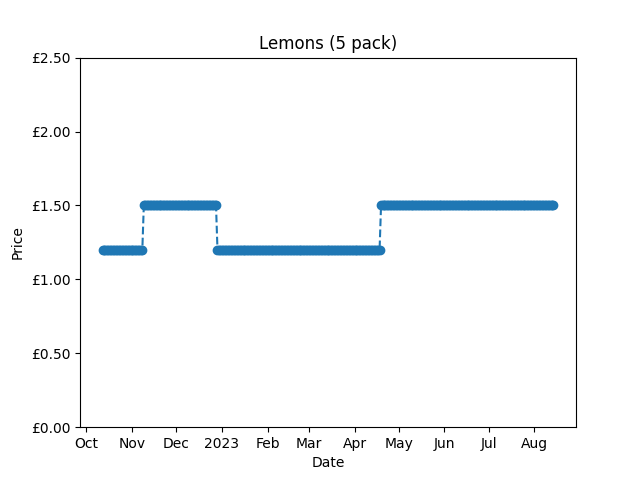 Lemons (5 pack)
£2.50
£2.00
£1.50
£1.00
£0.50
£0.00
Price
Oct Nov Dec 2023 Feb Mar Apr May Jun Jul Aug
Date